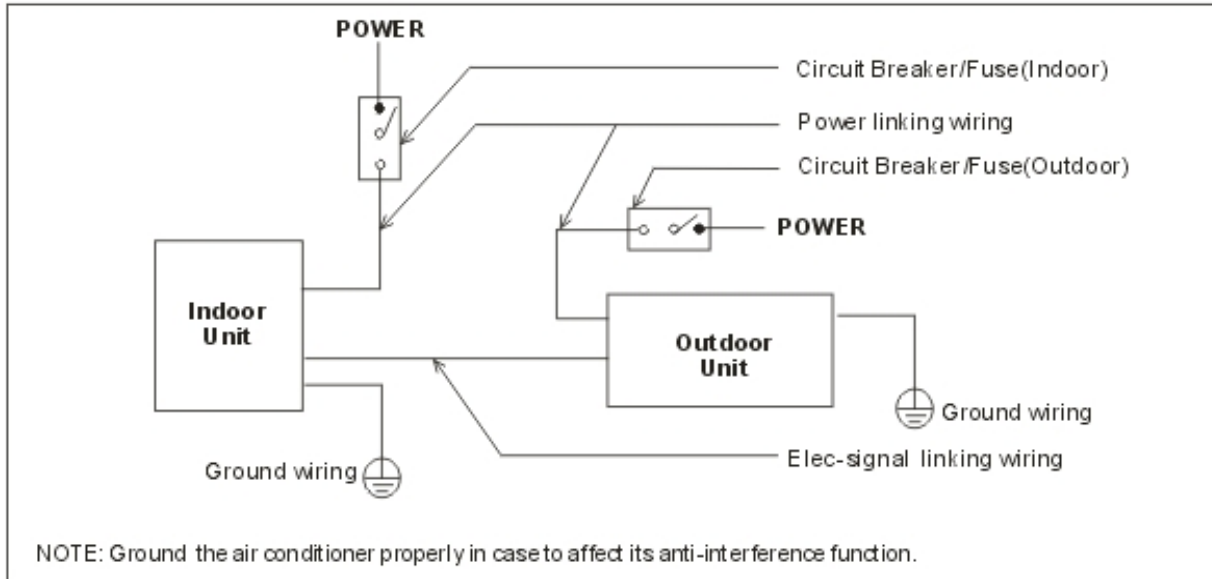 POWER
Circuit Breaker/Fuse(Indoor)
Power linking wiring
Circuit Breaker/Fuse(Outdoor)
POWER
Indoor
Unit
Outdoor
Unit
Ground wiring
Elec-signal linking wiring
Ground wiring
NOTE: Ground the air conditioner properly in case to affect its anti-interference function.